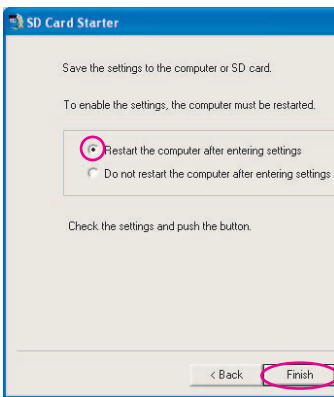 SD Card Starter
Save the settings to the computer or SD card.
To enable the settings, the computer must be restarted.
Restart the computer after entering settings
Do not restart the computer after entering settings
Check the settings and push the button.
< Back
Finish